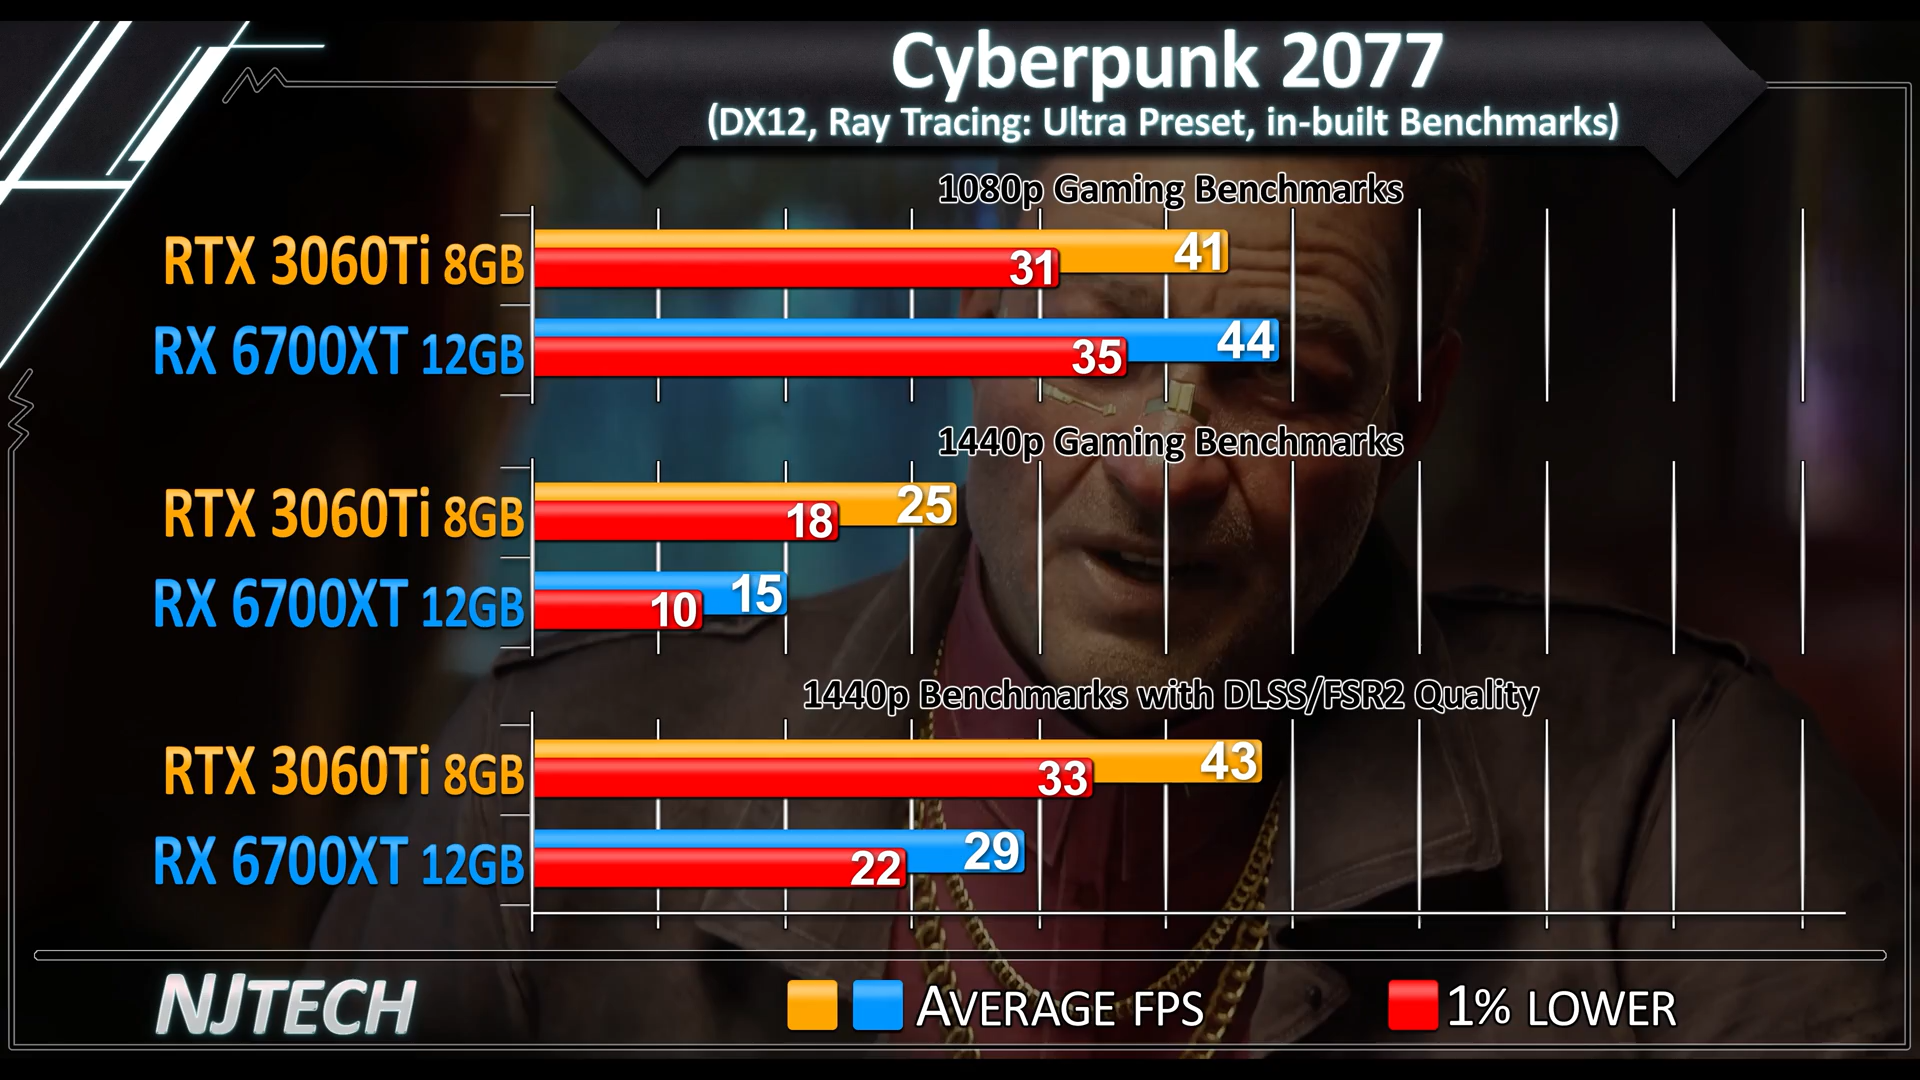 Cyberpunk 2077
(DX12, Ray Tracing: Ultra Preset, in-built Benchmarks)
1080p Gaming Benchmarks
RTX 3060Ti 8GB 31 41
RX 6700XT 12GB 35 44
1440p Gaming Benchmarks
RTX 3060Ti 8GB 18 25
RX 6700XT 12GB 10 15
1440p Benchmarks with DLSS/FSR2 Quality
RTX 3060Ti 8GB 33 43
RX 6700XT 12GB 22 29
NJTECH AVERAGE FPS 1% LOWER